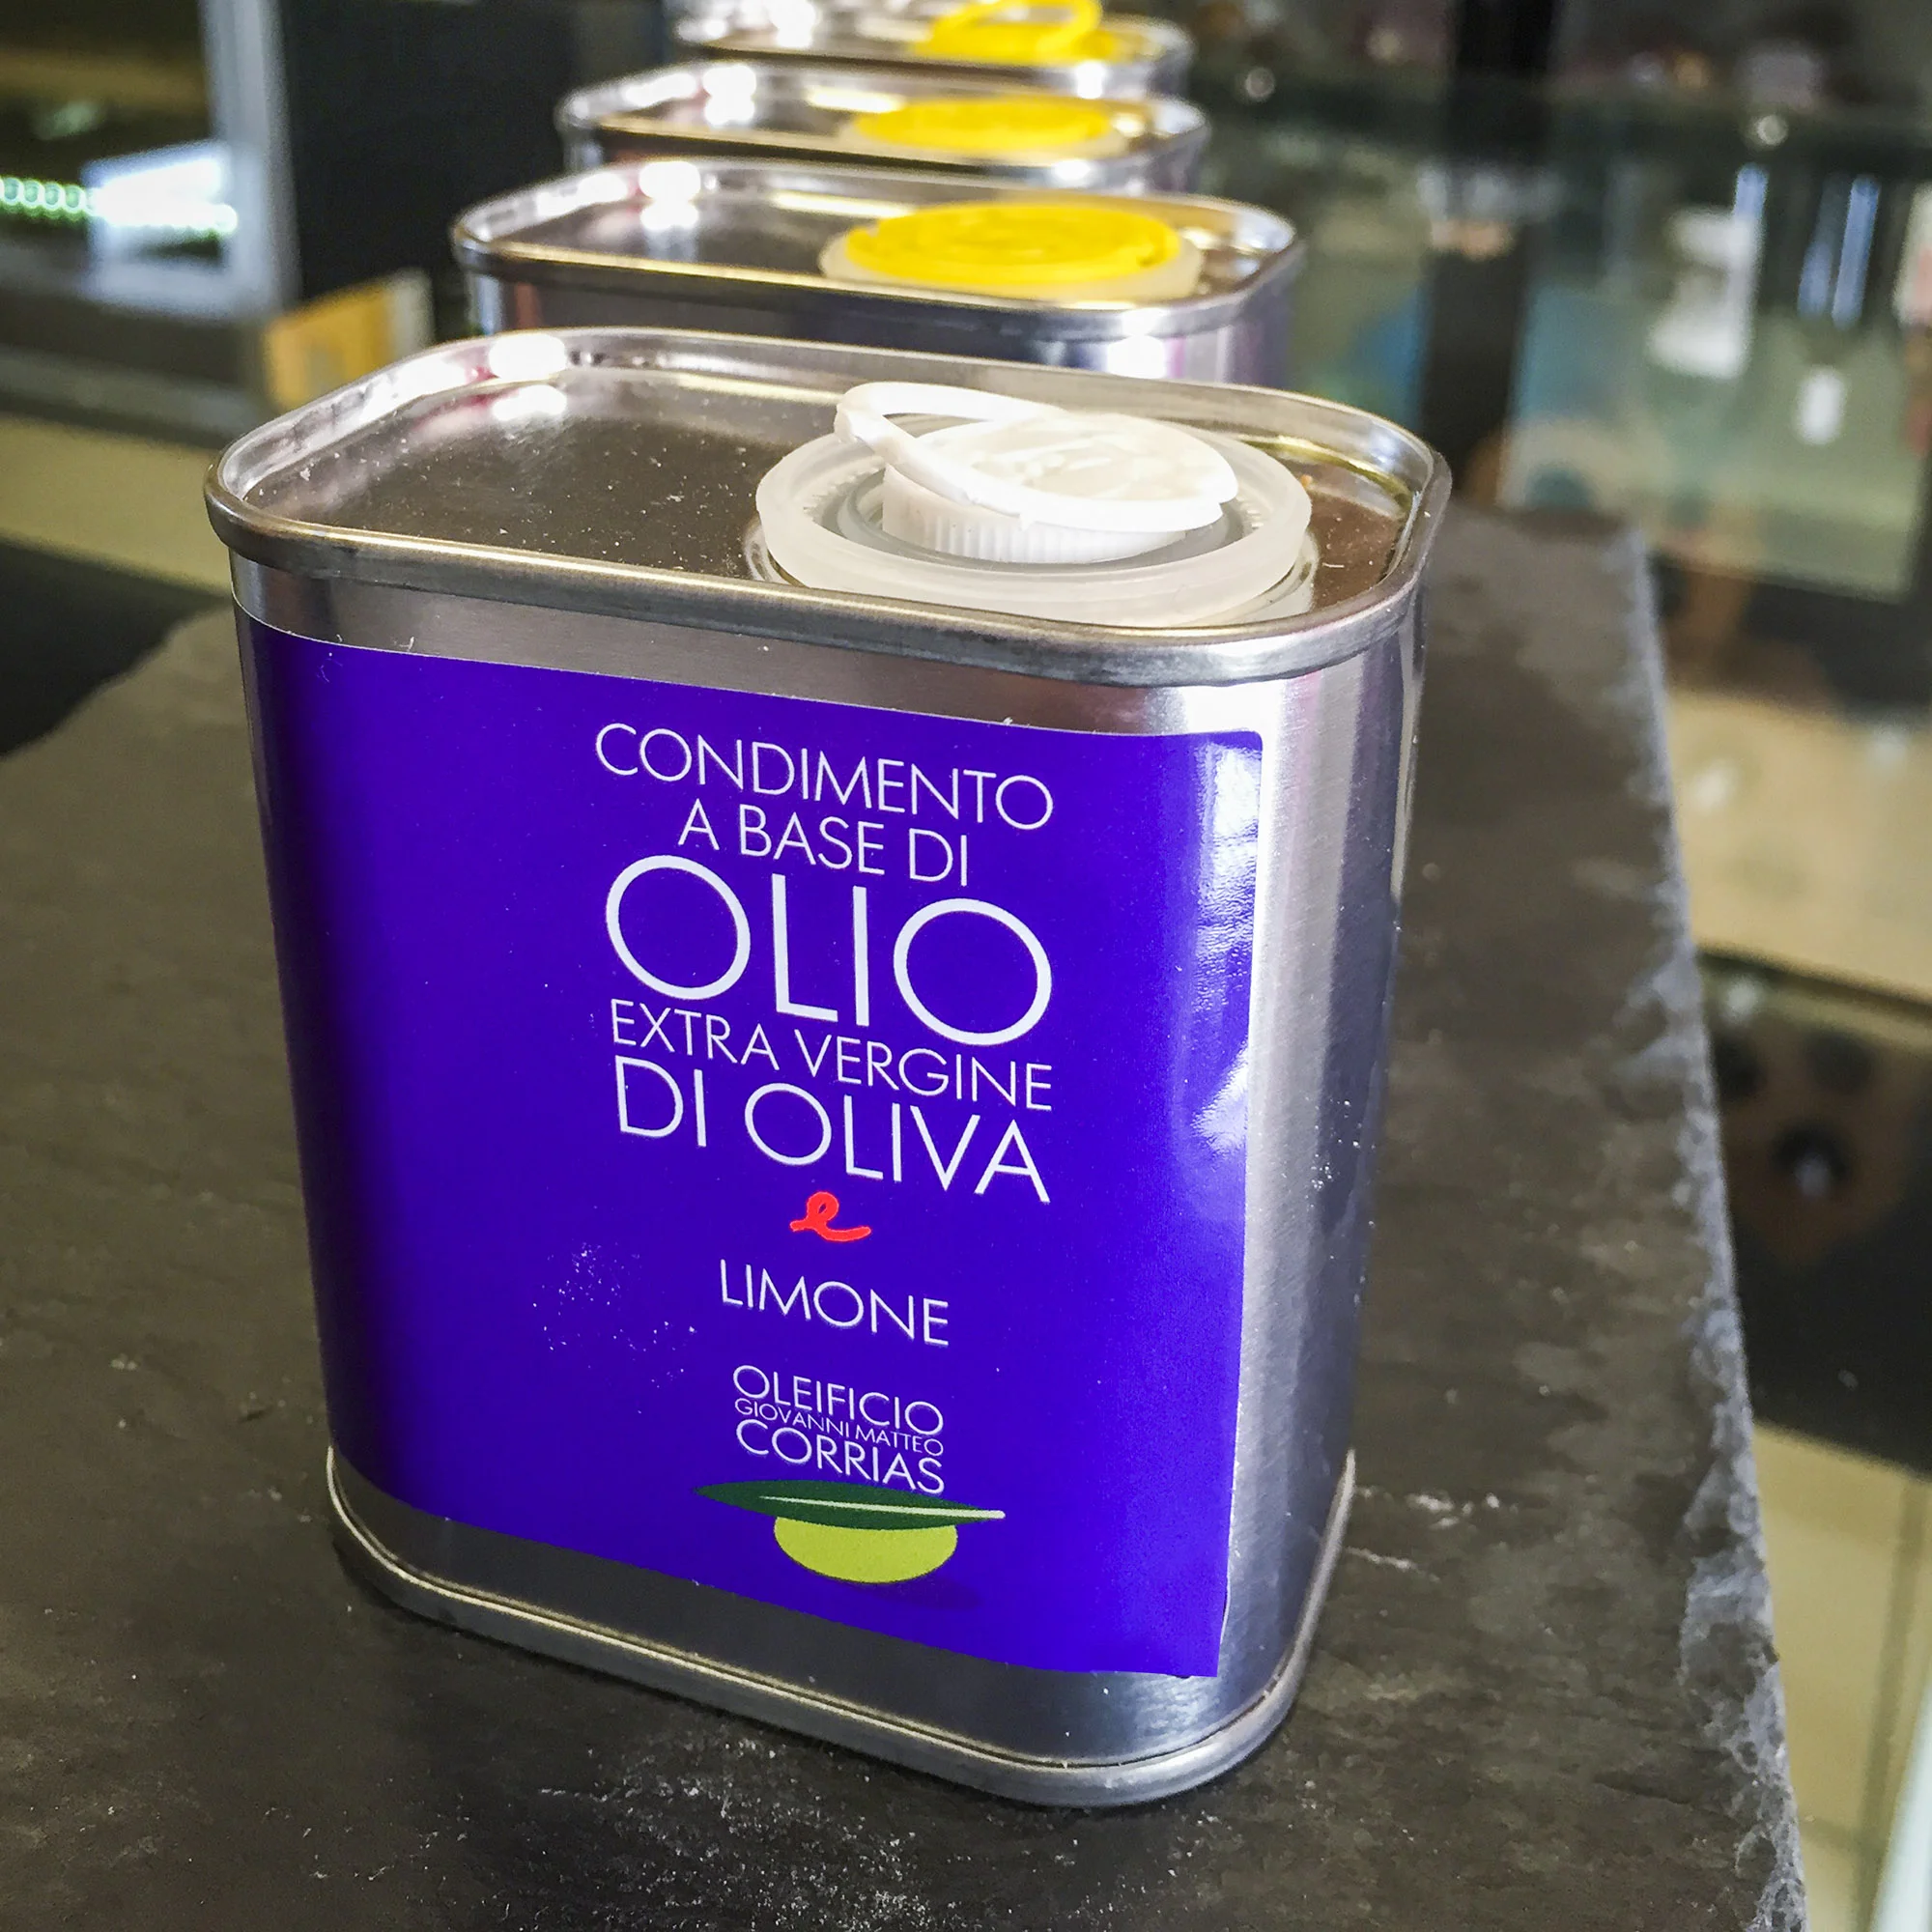 CONDIMENTO
A BASE DI
OLIO
EXTRA VERGINE
DI OLIVA
e
LIMONE
OLEIFICIO
GIOVANNI MATTEO
CORRIAS